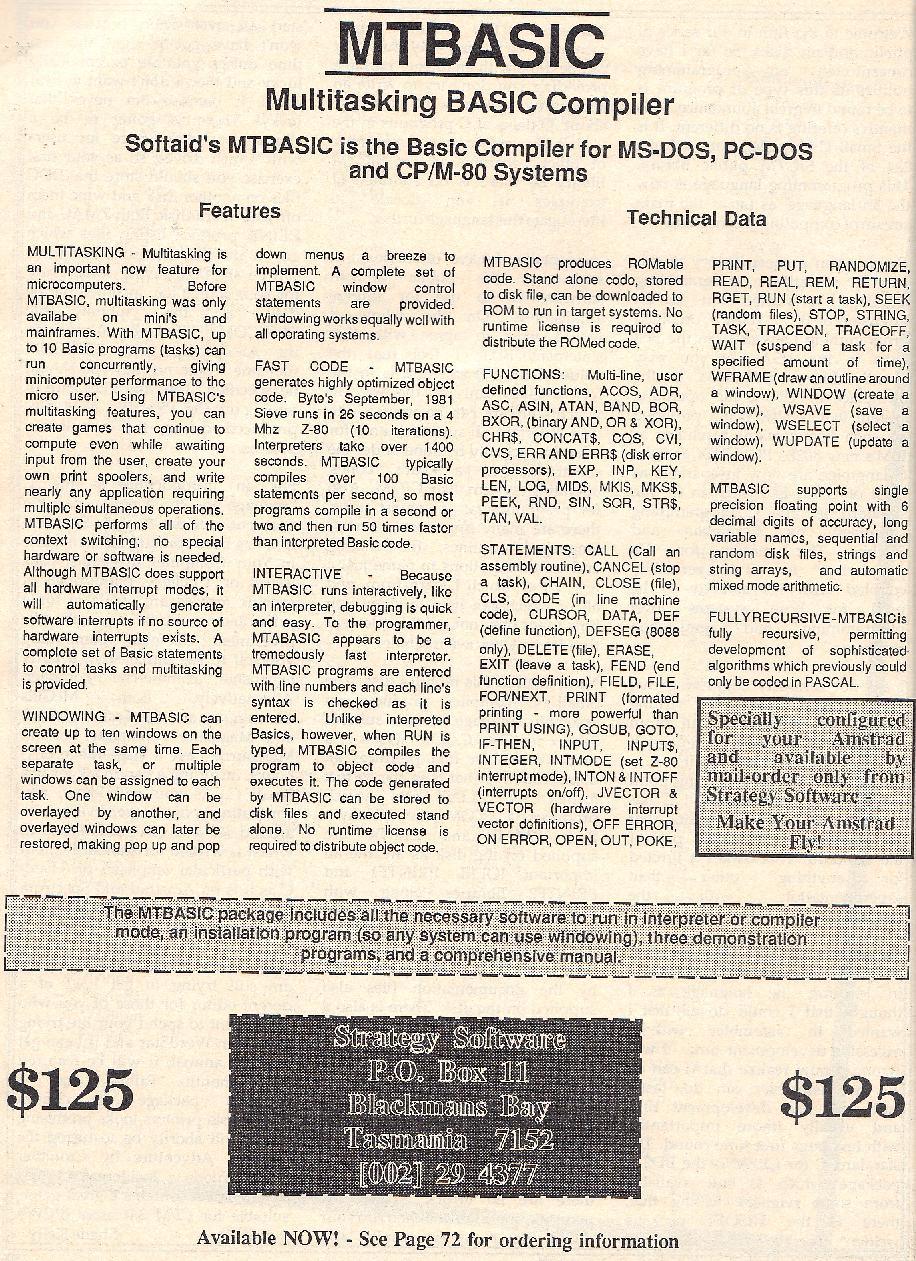 MTBASIC
Multitasking BASIC Compiler
Softaid's MTBASIC is the Basic Compiler for MS-DOS, PC-DOS
and CP/M-80 Systems
Features
MULTITASKING - Multitasking is
an important new feature for
microcomputers. Before
MTBASIC, multitasking was only
availabe on mini's and
mainframes. With MTBASIC, up
to 10 Basic programs (tasks) can
run concurrently, giving
minicomputer performance to the
micro user. Using MTBASIC's
multitasking features, you can
create games that continue to
compute even while awaiting
input from the user, create your
own print spoolers, and write
nearly any application requiring
multiple simultaneous operations.
MTBASIC performs all of the
context switching; no special
hardware or software is needed.
Although MTBASIC does support
all hardware interrupt modes, it
will automatically generate
software interrupts if no source of
hardware interrupts exists. A
complete set of Basic statements
to control tasks and multitasking
is provided.
WINDOWING - MTBASIC can
create up to ten windows on the
screen at the same time. Each
separate task, or multiple
windows can be assigned to each
task. One window can be
overlayed by another, and
overlayed windows can later be
restored, making pop up and pop
down menus a breeze to
implement. A complete set of
MTBASIC window control
statements are provided.
Windowing works equally well with
all operating systems.
FAST CODE - MTBASIC
generates highly optimized object
code. Byte's September, 1981
Sieve runs in 26 seconds on a 4
Mhz Z-80 (10 iterations).
Interpreters take over 1400
seconds. MTBASIC typically
compiles over 100 Basic
statements per second, so most
programs compile in a second or
two and then run 50 times faster
than interpreted Basic code.
INTERACTIVE - Because
MTBASIC runs interactively, like
an interpreter, debugging is quick
and easy. To the programmer,
MTABASIC appears to be a
tremedously fast interpreter.
MTBASIC programs are entered
with line numbers and each line's
syntax is checked as it is
entered. Unlike interpreted
Basics, however, when RUN is
typed, MTBASIC compiles the
program to object code and
executes it. The code generated
by MTBASIC can be stored to
disk files and executed stand
alone. No runtime license is
required to distribute object code.
Technical Data
MTBASIC produces ROMable
code. Stand alone code, stored
to disk file, can be downloaded to
ROM to run in target systems. No
runtime license is required to
distribute the ROMed code.
FUNCTIONS: Multi-line, user
defined functions, ACOS, ADR,
ASC, ASIN, ATAN, BAND, BOR,
BXOR, (binary AND, OR & XOR),
CHR$, CONCAT$, COS, CVI,
CVS, ERR AND ERR$ (disk error
processors), EXP, INP, KEY,
LEN, LOG, MID$, MKI$, MKS$,
PEEK, RND, SIN, SQR, STR$,
TAN, VAL.
STATEMENTS: CALL (Call an
assembly routine), CANCEL (stop
a task), CHAIN, CLOSE (file),
CLS, CODE (in line machine
code), CURSOR, DATA, DEF
(define function), DEFSEG (8088
only), DELETE (file), ERASE,
EXIT (leave a task), FEND (end
function definition), FIELD, FILE,
FOR/NEXT, PRINT (formated
printing - more powerful than
PRINT USING), GOSUB, GOTO,
IF-THEN, INPUT, INPUT$,
INTEGER, INTMODE (set Z-80
interrupt mode), INTON & INTOFF
(interrupts on/off), JVECTOR &
VECTOR (hardware interrupt
vector definitions), OFF ERROR,
ON ERROR, OPEN, OUT, POKE,
PRINT, PUT, RANDOMIZE,
READ, REAL, REM, RETURN,
RGET, RUN (start a task), SEEK
(random files), STOP, STRING,
TASK, TRACEON, TRACEOFF,
WAIT (suspend a task for a
specified amount of time),
WFRAME (draw an outline around
a window), WINDOW (create a
window), WSAVE (save a
window), WSELECT (select a
window), WUPDATE (update a
window).
MTBASIC supports single
precision floating point with 6
decimal digits of accuracy, long
variable names, sequential and
random disk files, strings and
string arrays, and automatic
mixed mode arithmetic.
FULLY RECURSIVE - MTBASIC is
fully recursive, permitting
development of sophisticated
algorithms which previously could
only be coded in PASCAL.
Specially configured
for your Amstrad
and available by
mail-order only from
Strategy Software -
Make Your Amstrad
Fly!
The MTBASIC package includes all the necessary software to run in interpreter or compiler
mode, an installation program (so any system can use windowing), three demonstration
programs, and a comprehensive manual.
$125
Strategy Software
P.O. Box 11
Blackmans Bay
Tasmania 7152
[002] 29 4377
$125
Available NOW! - See Page 72 for ordering information